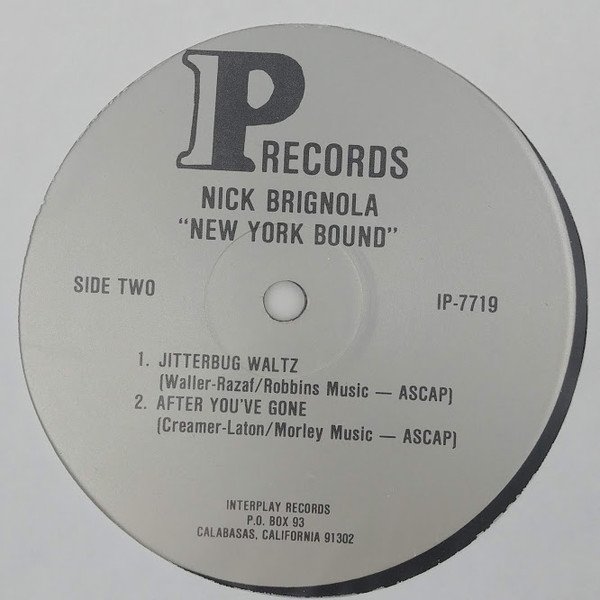 IP RECORDS
NICK BRIGNOLA
“NEW YORK BOUND”
SIDE TWO
IP-7719
1. JITTERBUG WALTZ
(Waller-Razaf/Robbins Music — ASCAP)
2. AFTER YOU'VE GONE
(Creamer-Laton/Morley Music — ASCAP)
INTERPLAY RECORDS
P.O. BOX 93
CALABASAS, CALIFORNIA 91302